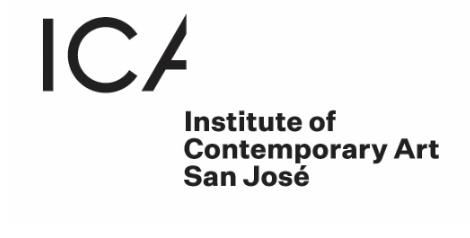 ICA
Institute of
Contemporary Art
San José